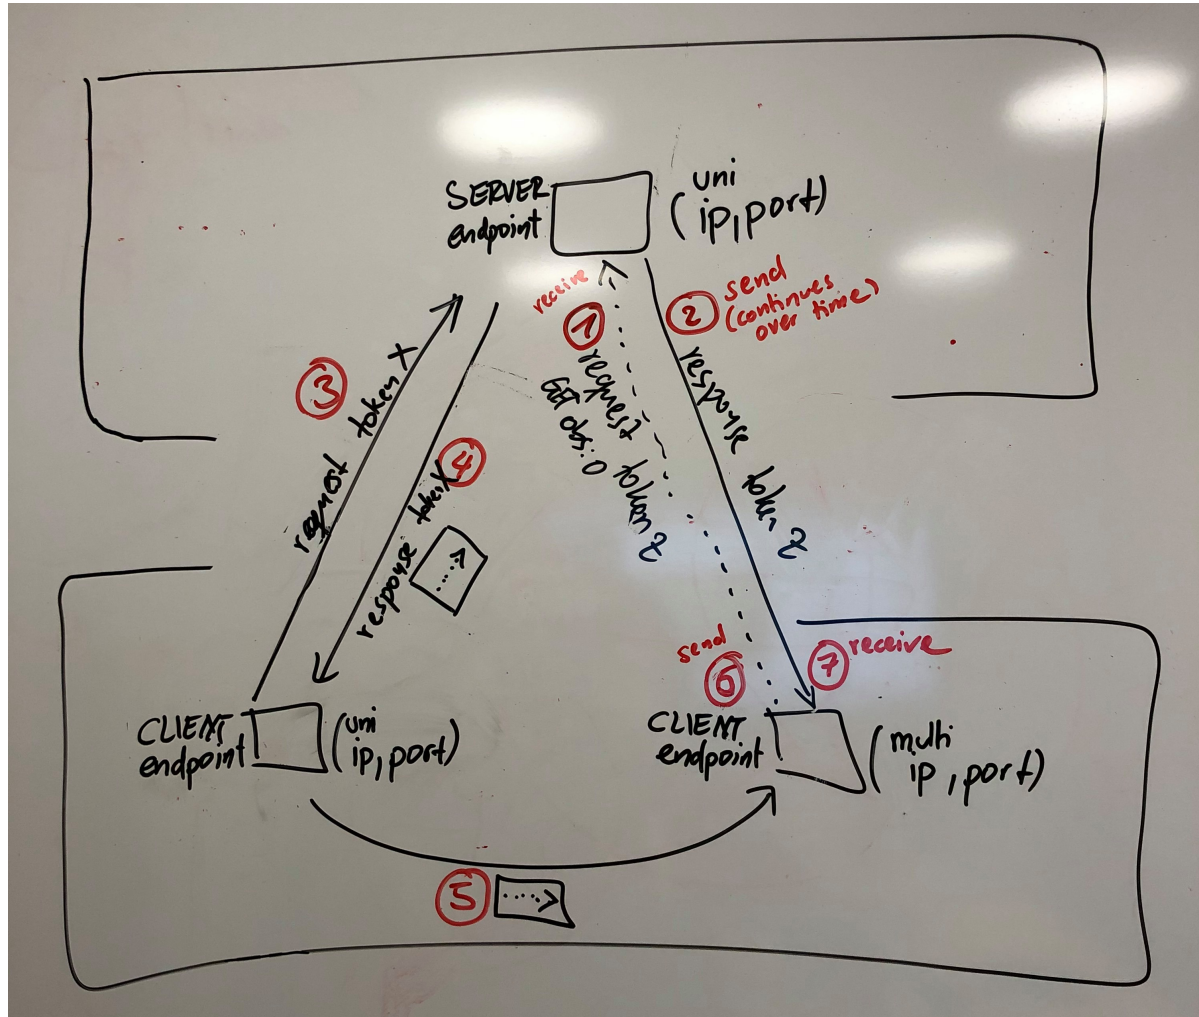 SERVER
endpoint
uni
(ip, port)
receive
1
request token Z
GET obs: 0
2
send
(continues
over time)
response token Z
3
request token X
4
response token X
send
6
7
receive
CLIENT
endpoint
(uni
ip, port)
CLIENT
endpoint
(multi
ip, port)
5